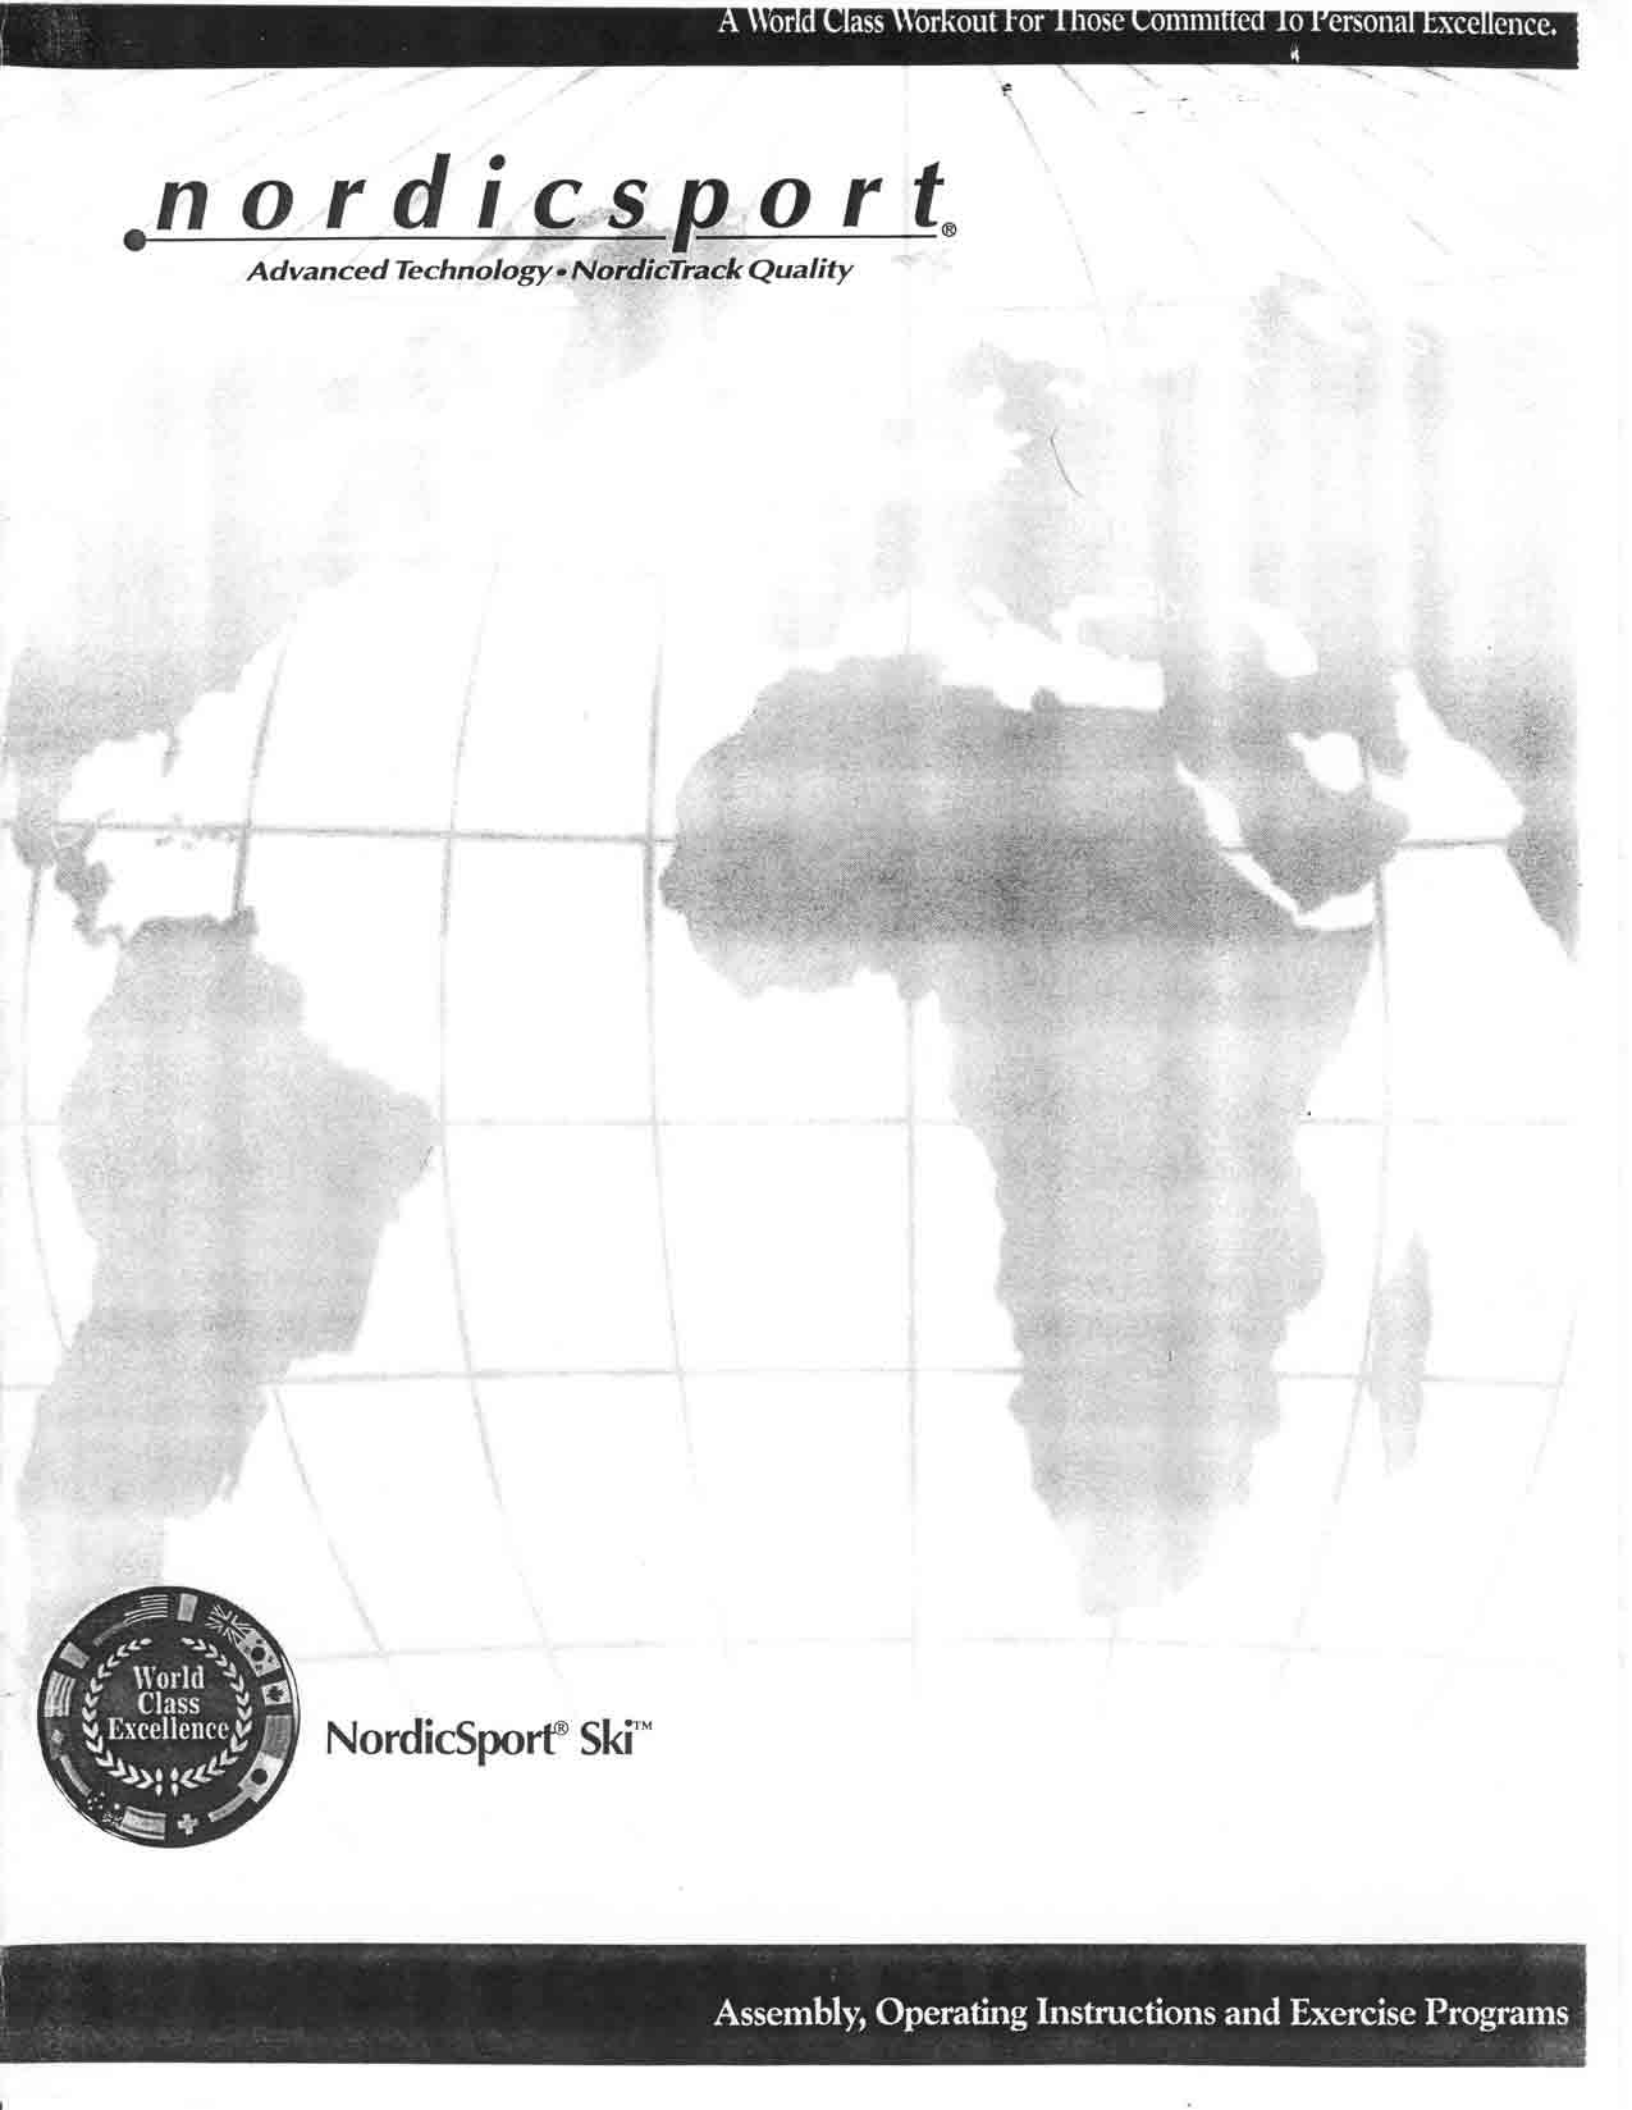 A World Class Workout For Those Committed To Personal Excellence.
nordicsport®
Advanced Technology • NordicTrack Quality
World
Class
Excellence
NordicSport® Ski™
Assembly, Operating Instructions and Exercise Programs